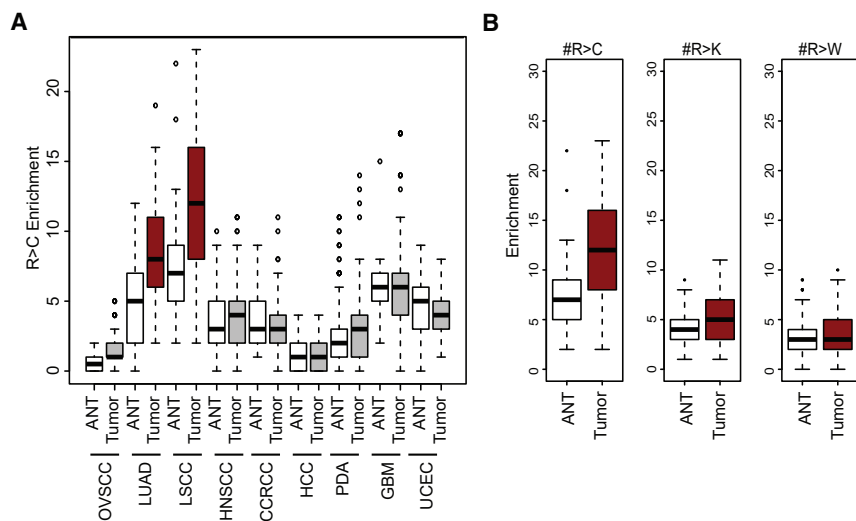 A
R>C Enrichment
20
15
10
5
0
ANT
Tumor
ANT
Tumor
ANT
Tumor
ANT
Tumor
ANT
Tumor
ANT
Tumor
ANT
Tumor
ANT
Tumor
ANT
Tumor
OVSCC
LUAD
LSCC
HNSCC
CCRCC
HCC
PDA
GBM
UCEC
B
#R>C
#R>K
#R>W
Enrichment
30
25
20
15
10
5
0
ANT
Tumor
30
25
20
15
10
5
0
ANT
Tumor
30
25
20
15
10
5
0
ANT
Tumor